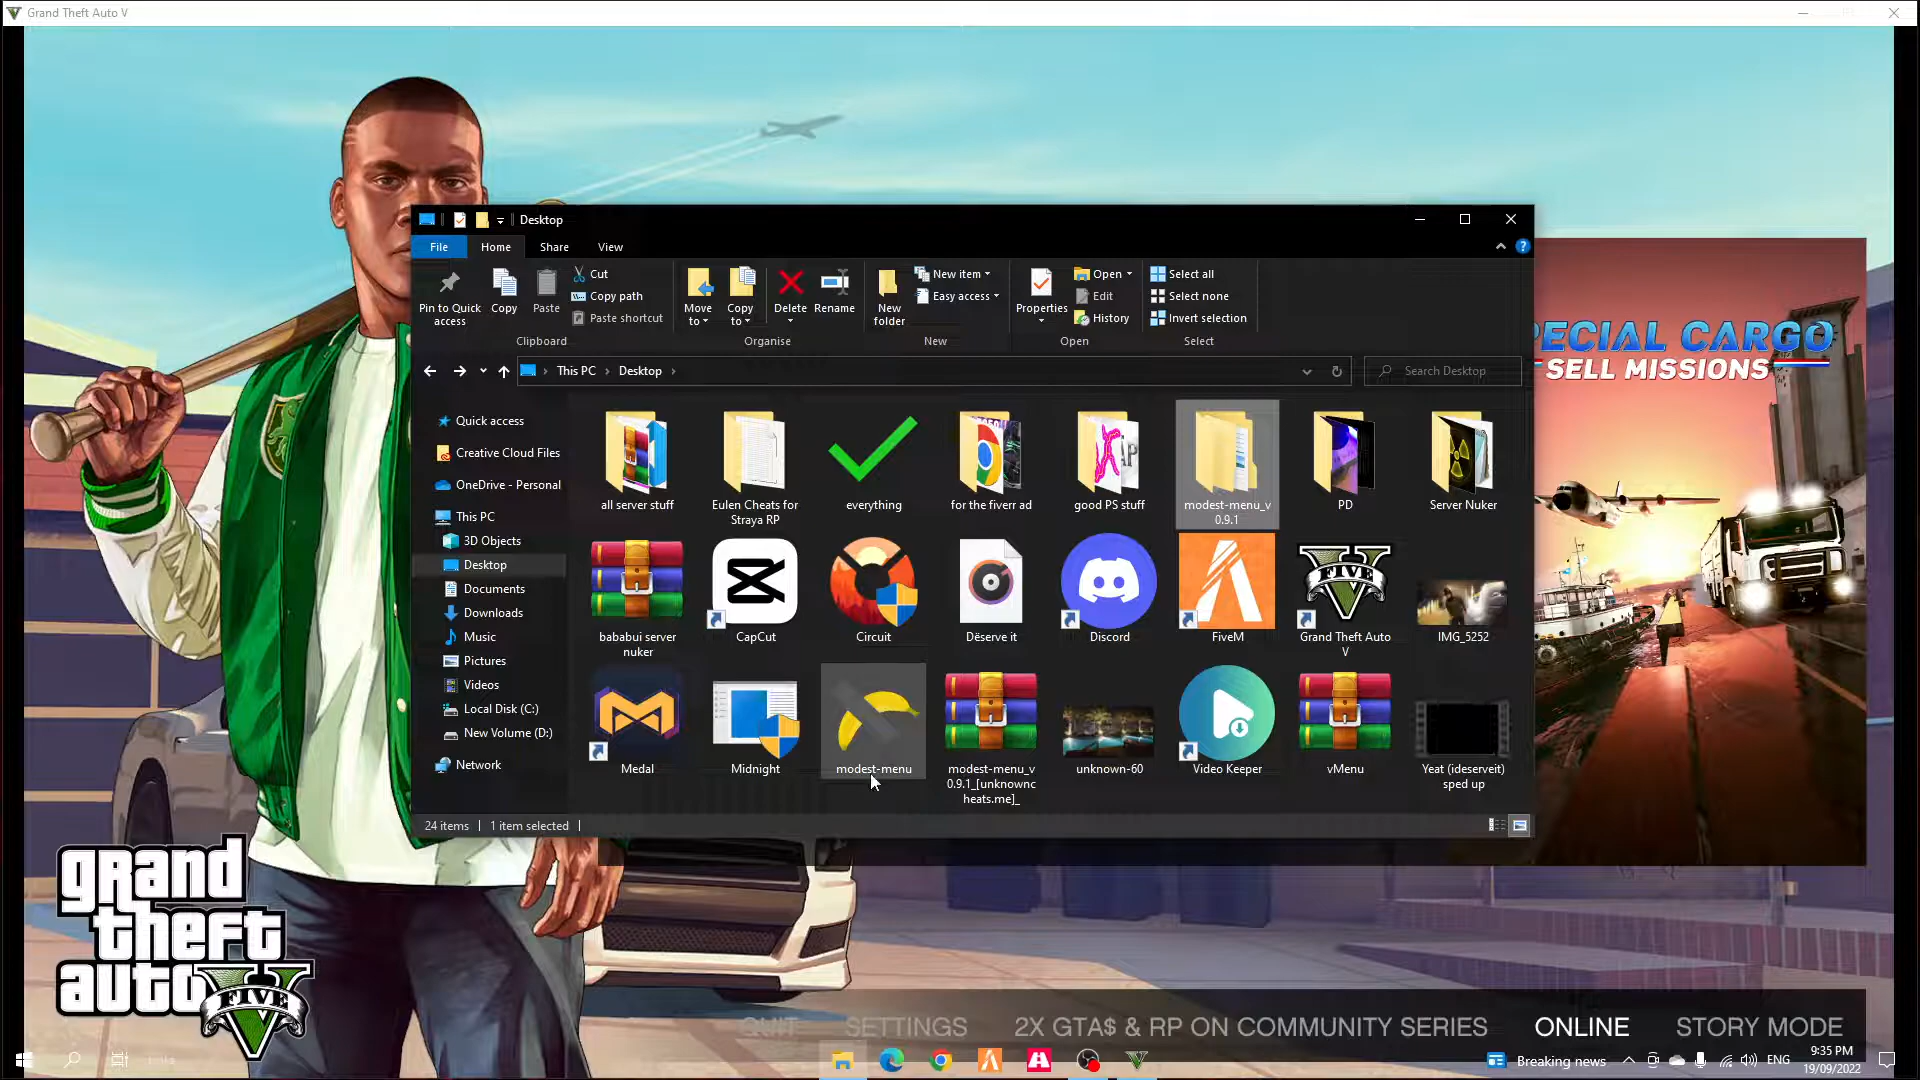 Grand Theft Auto V
Desktop
File
Home
Share
View
Pin to Quick
access
Copy
Paste
Cut
Copy path
Paste shortcut
Clipboard
Move
to
Copy
to
Delete
Rename
Organise
New
folder
New item
Easy access
New
Properties
Open
Edit
History
Open
Select all
Select none
Invert selection
Select
This PC
Desktop
Search Desktop
Quick access
Creative Cloud Files
OneDrive - Personal
This PC
3D Objects
Desktop
Documents
Downloads
Music
Pictures
Videos
Local Disk (C:)
New Volume (D:)
Network
all server stuff
Eulen Cheats for
Straya RP
everything
for the fiverr ad
good PS stuff
modest-menu_v
0.9.1
PD
Server Nuker
bababui server
nuker
CapCut
Circuit
Dëserve it
Discord
FiveM
Grand Theft Auto
V
IMG_5252
Medal
Midnight
modest-menu
modest-menu_v
0.9.1_[unknownc
heats.me]_
unknown-60
Video Keeper
vMenu
Yeat (ideserveit)
sped up
24 items
1 item selected
PECIAL CARGO
SELL MISSIONS
grand
theft
auto
FIVE
QUIT
SETTINGS
2X GTA$ & RP ON COMMUNITY SERIES
ONLINE
STORY MODE
Breaking news
ENG
9:35 PM
19/09/2022